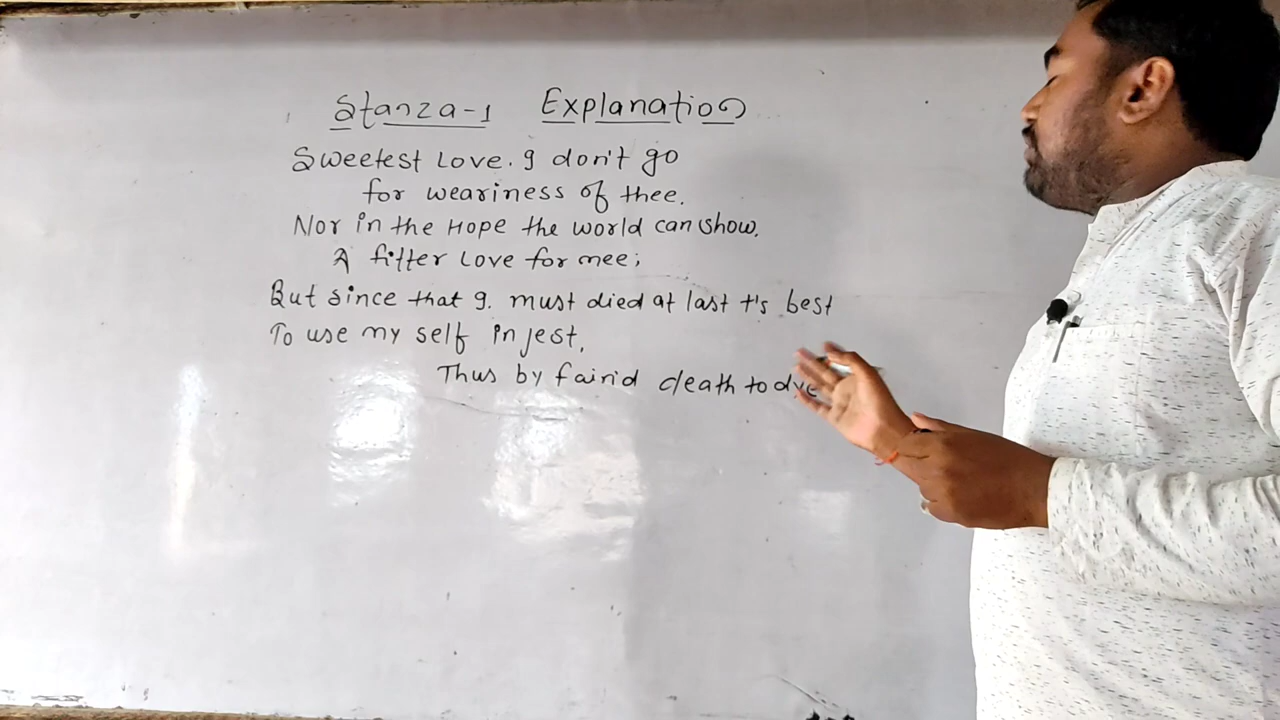 Stanza-1 Explanation
Sweetest Love. I don't go
for weariness of thee.
Nor in the Hope the world can show.
A fitter Love for mee;
But since that I. must died at last t's best
To use my self in jest,
Thus by fain'd death to dye